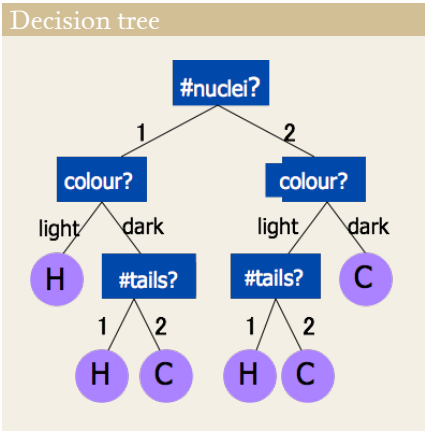 Decision tree
#nuclei?
1 2
colour? colour?
light dark light dark
H #tails? #tails? C
1 2 1 2
H C H C